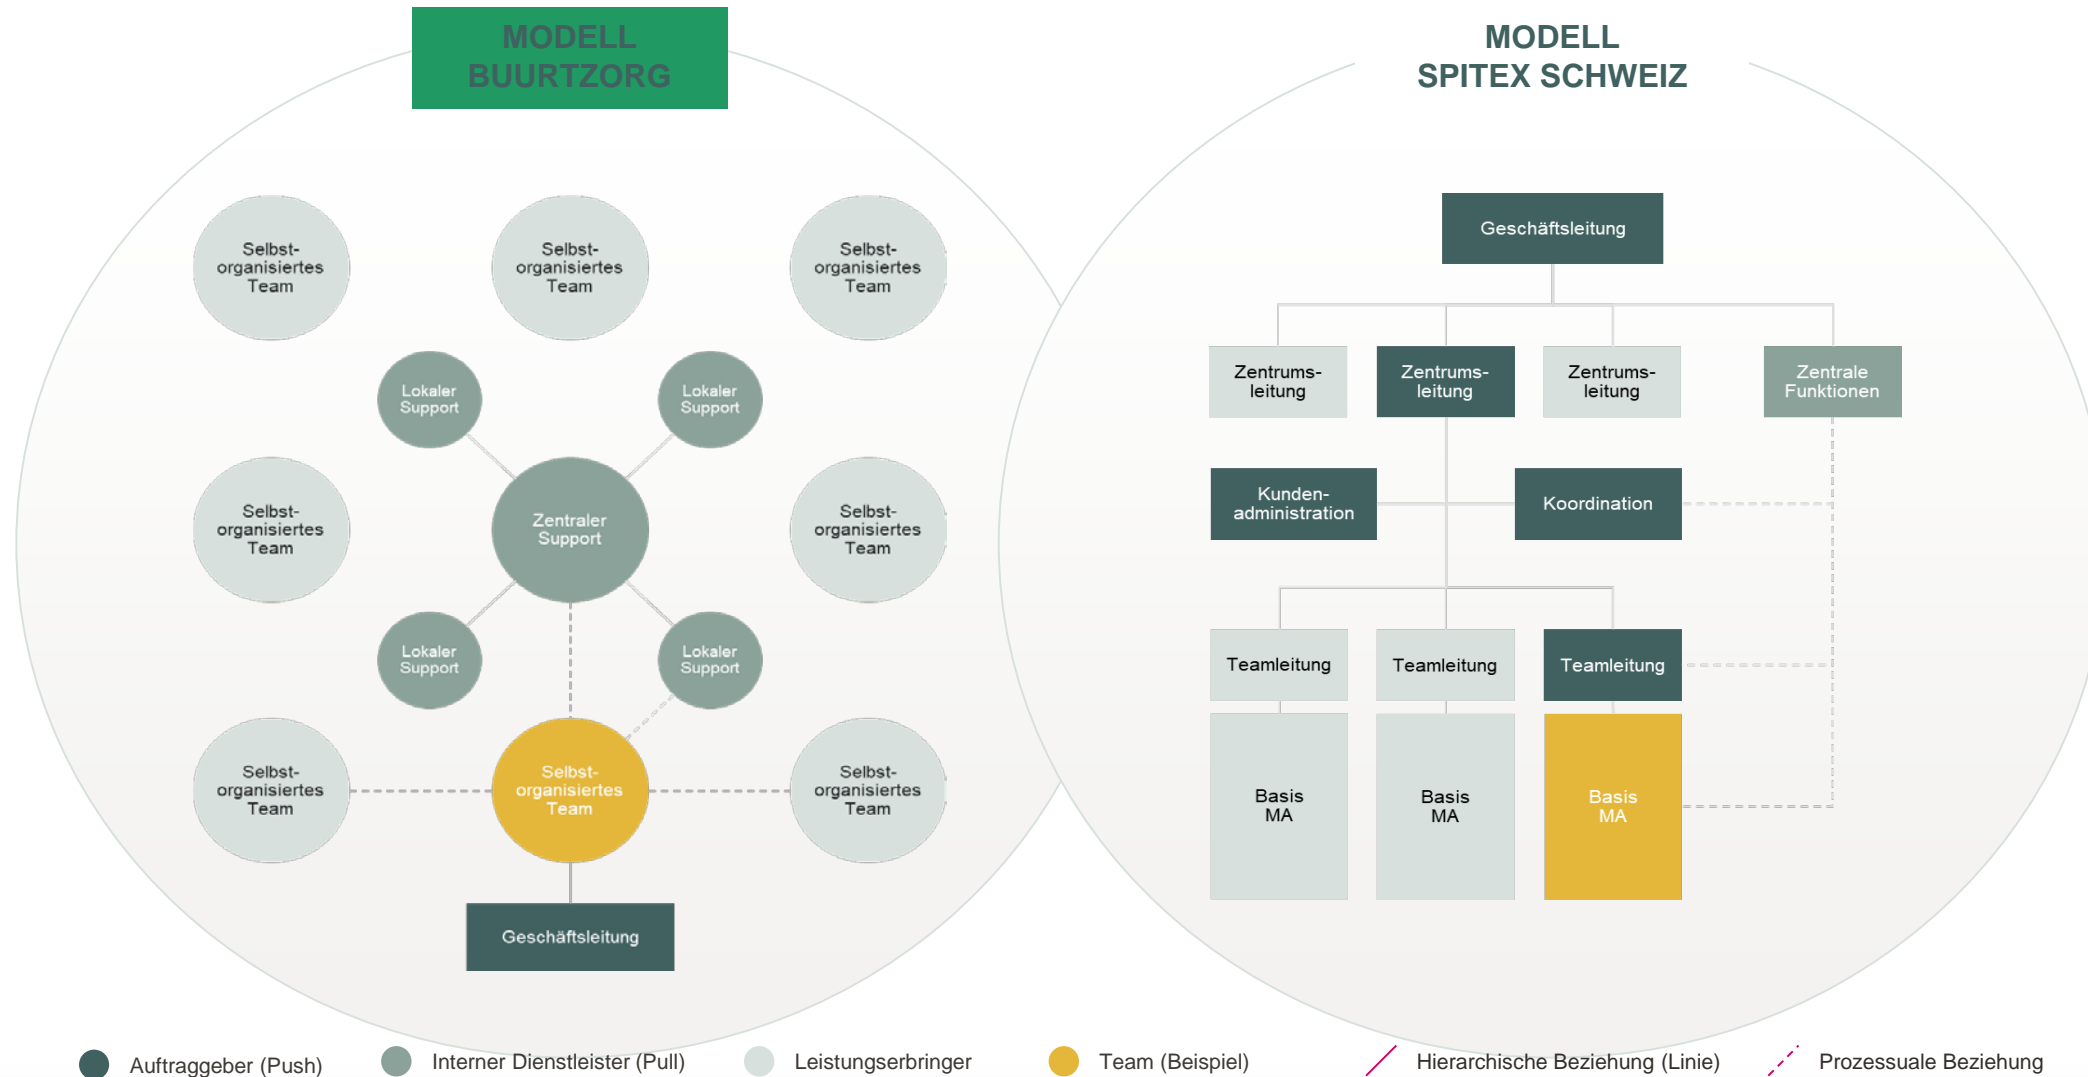 MODELL
BUURTZORG
Selbst-
organisiertes
Team
Selbst-
organisiertes
Team
Selbst-
organisiertes
Team
Lokaler
Support
Lokaler
Support
Selbst-
organisiertes
Team
Zentraler
Support
Selbst-
organisiertes
Team
Lokaler
Support
Lokaler
Support
Selbst-
organisiertes
Team
Selbst-
organisiertes
Team
Selbst-
organisiertes
Team
Geschäftsleitung
MODELL
SPITEX SCHWEIZ
Geschäftsleitung
Zentrums-
leitung
Zentrums-
leitung
Zentrums-
leitung
Zentrale
Funktionen
Kunden-
administration
Koordination
Teamleitung
Teamleitung
Teamleitung
Basis
MA
Basis
MA
Basis
MA
Auftraggeber (Push)
Interner Dienstleister (Pull)
Leistungserbringer
Team (Beispiel)
Hierarchische Beziehung (Linie)
Prozessuale Beziehung